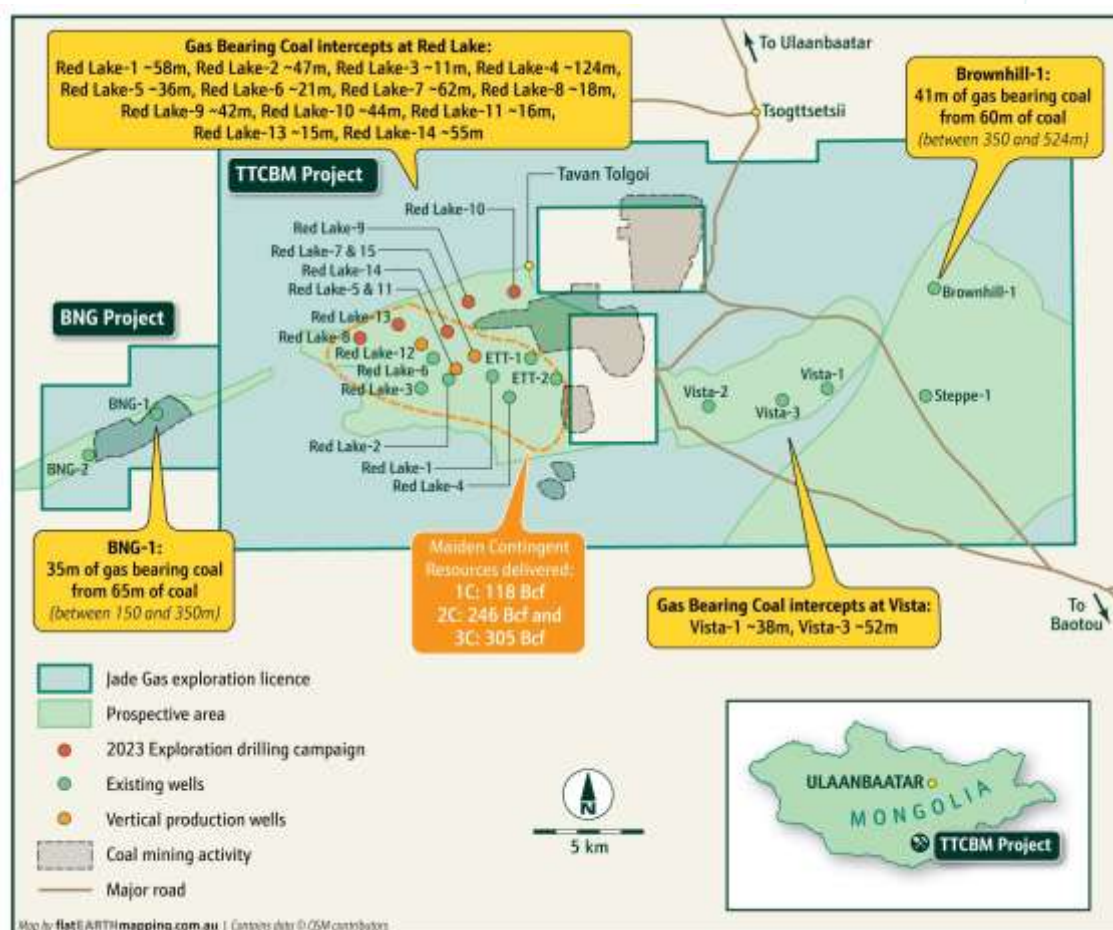 Gas Bearing Coal intercepts at Red Lake:
Red Lake-1 ~58m, Red Lake-2 ~47m, Red Lake-3 ~11m, Red Lake-4 ~124m,
Red Lake-5 ~36m, Red Lake-6 ~21m, Red Lake-7 ~62m, Red Lake-8 ~18m,
Red Lake-9 ~42m, Red Lake-10 ~44m, Red Lake-11 ~16m,
Red Lake-13 ~15m, Red Lake-14 ~55m
To Ulaanbaatar
Tsogttsetsii
Brownhill-1:
41m of gas bearing coal
from 60m of coal
(between 350 and 524m)
TTCBM Project
Tavan Tolgoi
Red Lake-10
Red Lake-9
Red Lake-7 & 15
Red Lake-14
Red Lake-5 & 11
Brownhill-1
BNG Project
Red Lake-13
Red Lake-8
Red Lake-12
Red Lake-6
Red Lake-3
ETT-1
ETT-2
Vista-2
Vista-3
Vista-1
Steppe-1
BNG-1
BNG-2
Red Lake-2
Red Lake-1
Red Lake-4
BNG-1:
35m of gas bearing coal
from 65m of coal
(between 150 and 350m)
Maiden Contingent
Resources delivered:
1C: 118 Bcf
2C: 246 Bcf and
3C: 305 Bcf
Gas Bearing Coal intercepts at Vista:
Vista-1 ~38m, Vista-3 ~52m
To
Baotou
Jade Gas exploration licence
Prospective area
2023 Exploration drilling campaign
Existing wells
Vertical production wells
Coal mining activity
Major road
N
5 km
ULAANBAATAR
MONGOLIA
TTCBM Project
Map by flatEARTHmapping.com.au | Contains data © OSM contributors